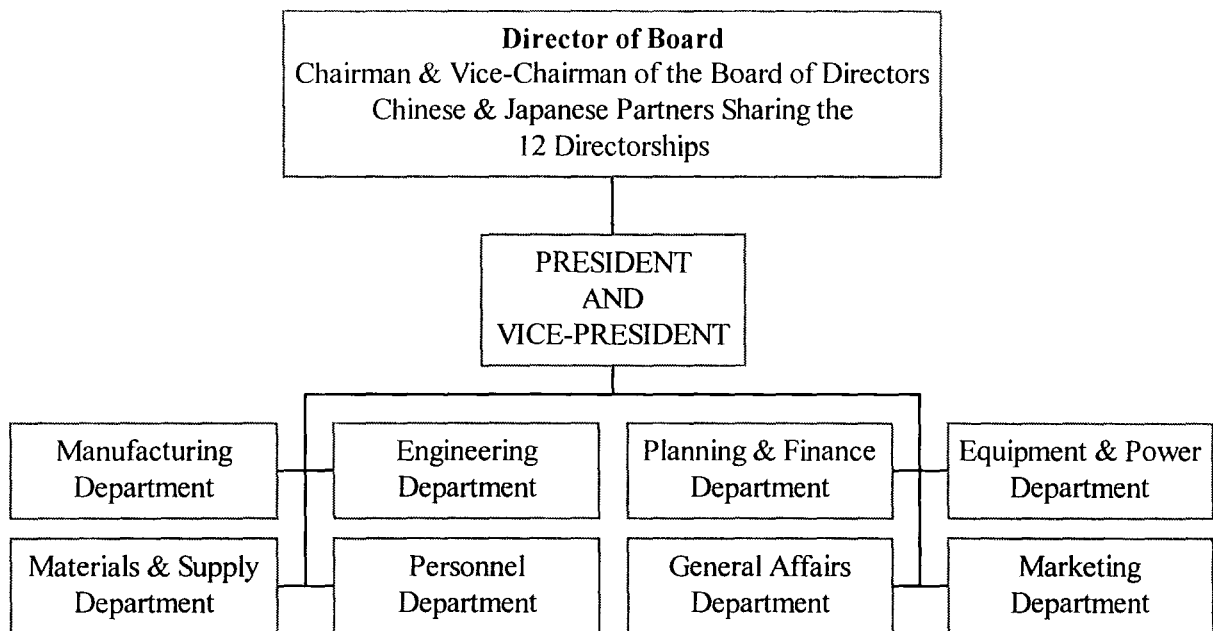 Director of Board
Chairman & Vice-Chairman of the Board of Directors
Chinese & Japanese Partners Sharing the
12 Directorships
PRESIDENT
AND
VICE-PRESIDENT
Manufacturing
Department
Engineering
Department
Planning & Finance
Department
Equipment & Power
Department
Materials & Supply
Department
Personnel
Department
General Affairs
Department
Marketing
Department